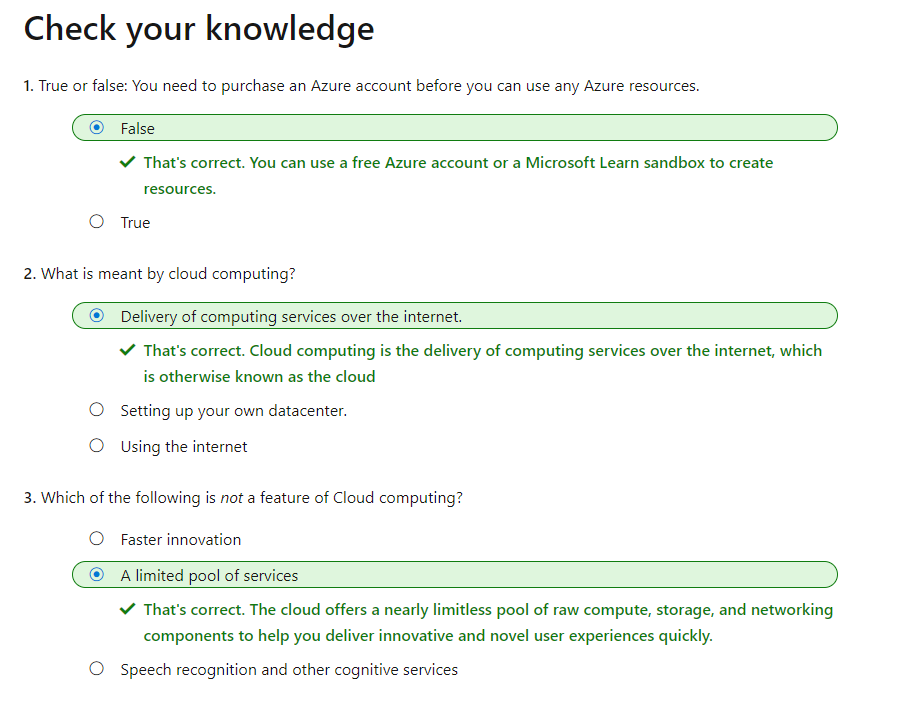 Check your knowledge
1. True or false: You need to purchase an Azure account before you can use any Azure resources.
False
That's correct. You can use a free Azure account or a Microsoft Learn sandbox to create
resources.
True
2. What is meant by cloud computing?
Delivery of computing services over the internet.
That's correct. Cloud computing is the delivery of computing services over the internet, which
is otherwise known as the cloud
Setting up your own datacenter.
Using the internet
3. Which of the following is not a feature of Cloud computing?
Faster innovation
A limited pool of services
That's correct. The cloud offers a nearly limitless pool of raw compute, storage, and networking
components to help you deliver innovative and novel user experiences quickly.
Speech recognition and other cognitive services